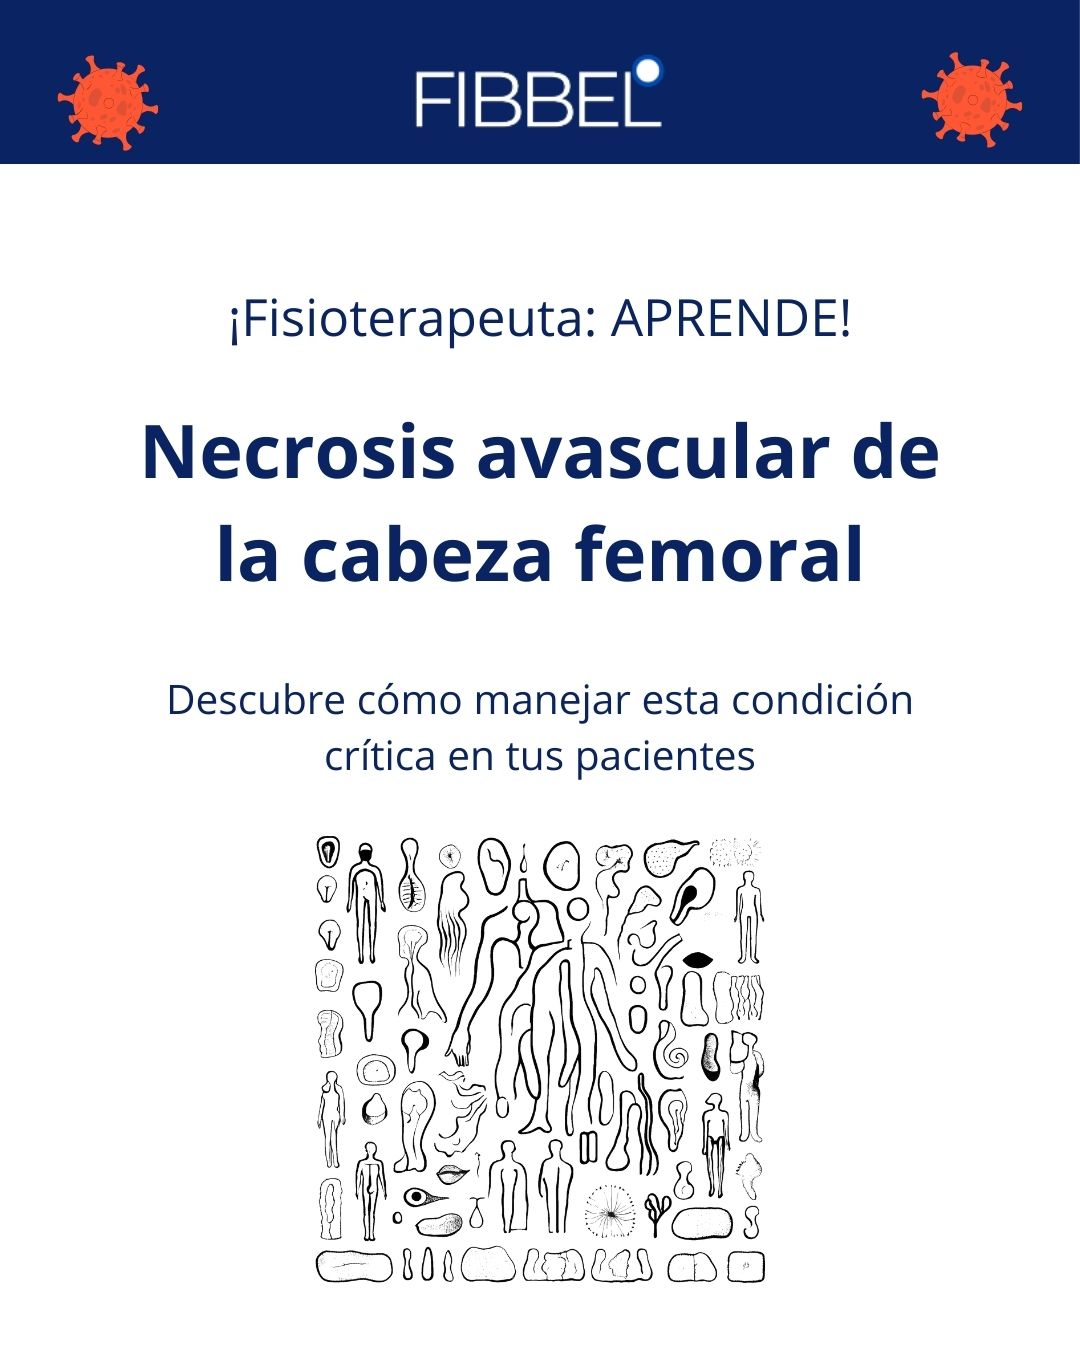 FIBBEL
¡Fisioterapeuta: APRENDE!
Necrosis avascular de
la cabeza femoral
Descubre cómo manejar esta condición
crítica en tus pacientes